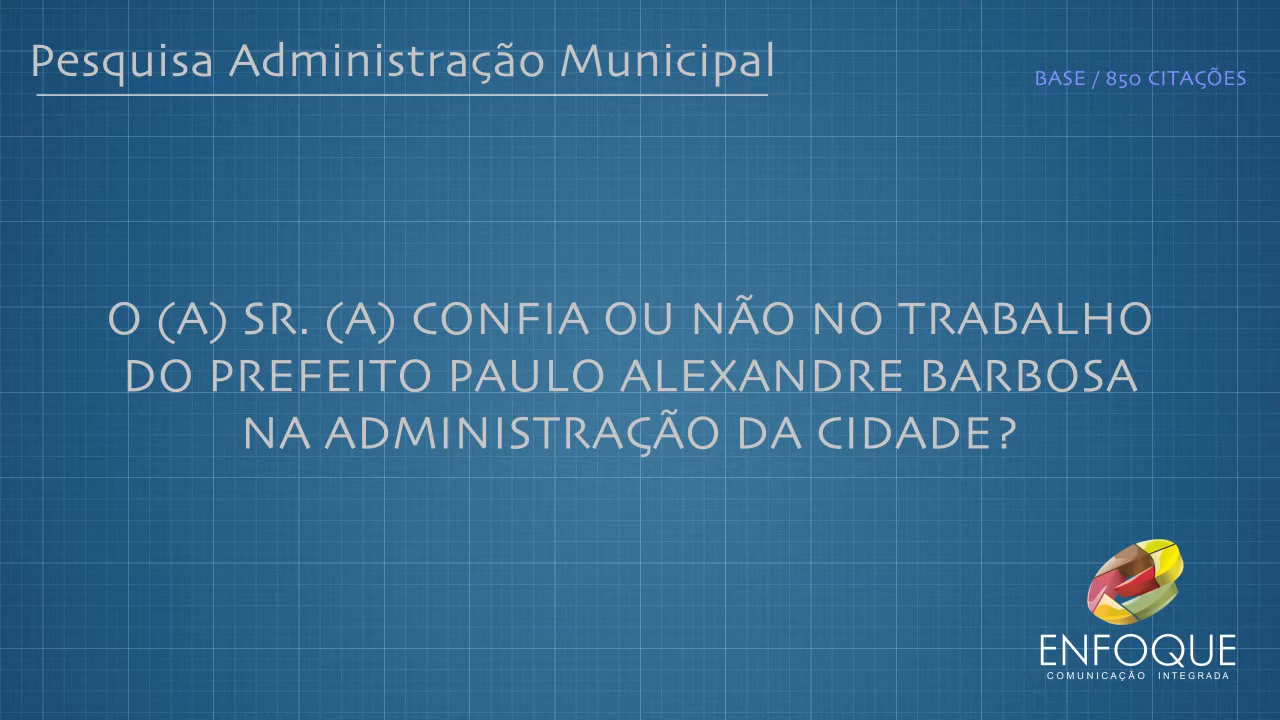 Pesquisa Administração Municipal
BASE / 850 CITAÇÕES
O (A) SR. (A) CONFIA OU NÃO NO TRABALHO
DO PREFEITO PAULO ALEXANDRE BARBOSA
NA ADMINISTRAÇÃO DA CIDADE?
ENFOQUE
COMUNICAÇÃO INTEGRADA